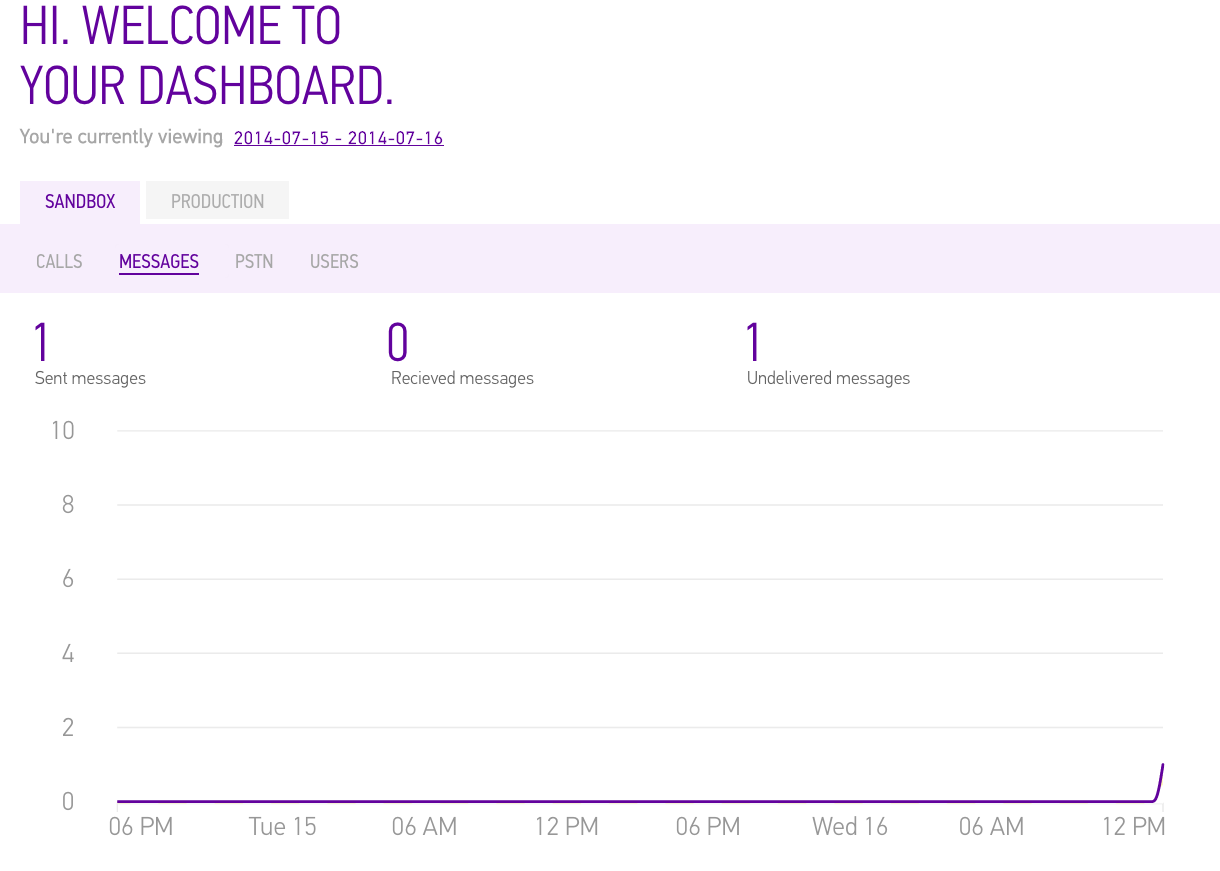 HI. WELCOME TO
YOUR DASHBOARD.
You're currently viewing 2014-07-15 - 2014-07-16
SANDBOX PRODUCTION
CALLS MESSAGES PSTN USERS
1 0 1
Sent messages Recieved messages Undelivered messages
10
8
6
4
2
0
06 PM Tue 15 06 AM 12 PM 06 PM Wed 16 06 AM 12 PM